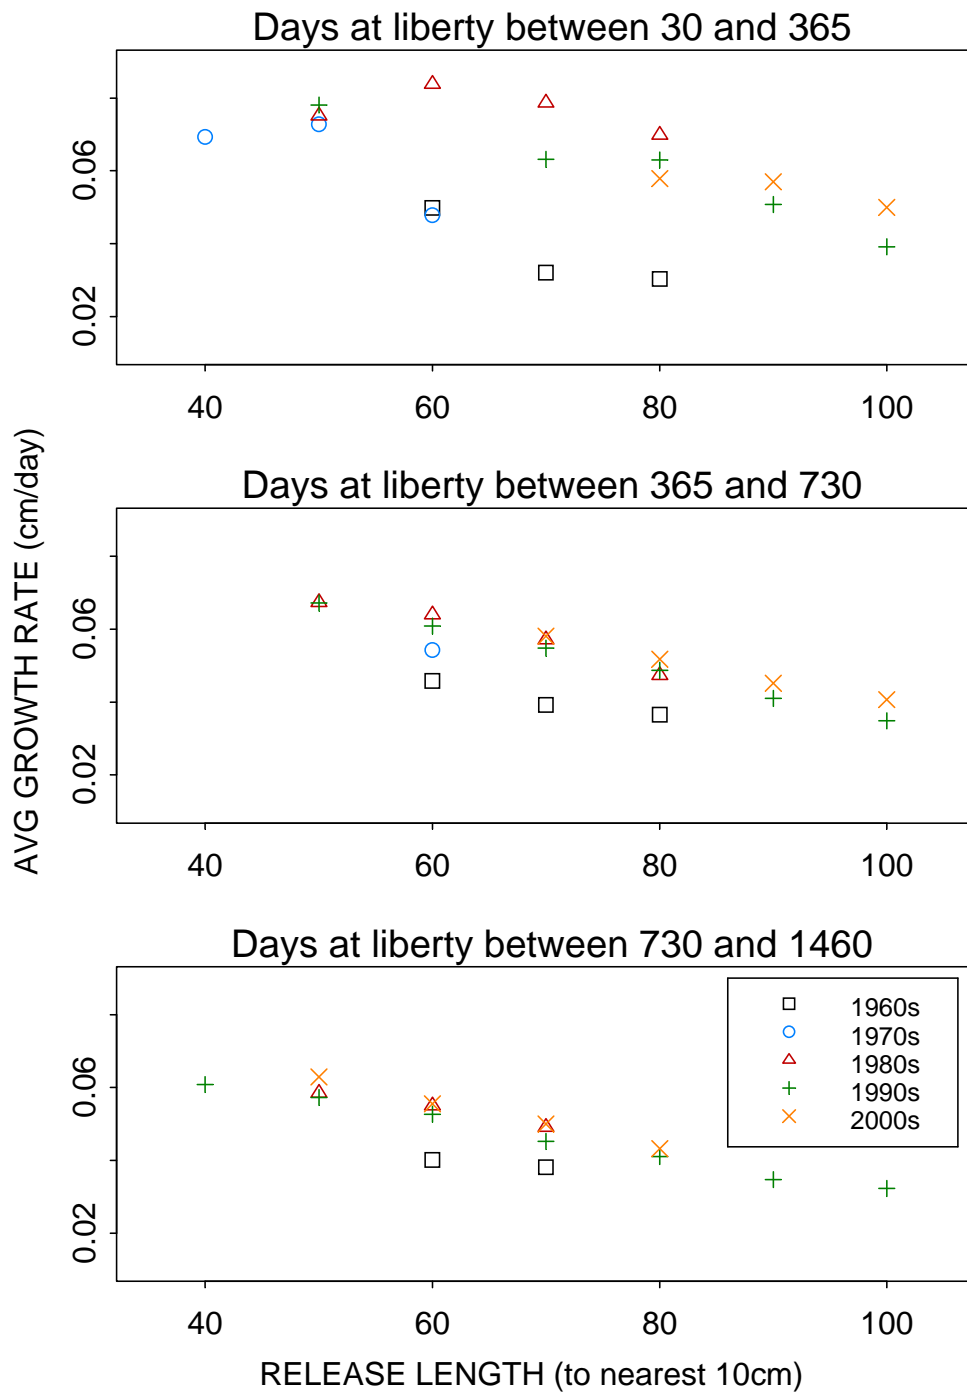 Days at liberty between 30 and 365
0.06
0.02
40 60 80 100
Days at liberty between 365 and 730
0.06
0.02
40 60 80 100
AVG GROWTH RATE (cm/day)
Days at liberty between 730 and 1460
1960s
1970s
1980s
1990s
2000s
0.06
0.02
40 60 80 100
RELEASE LENGTH (to nearest 10cm)